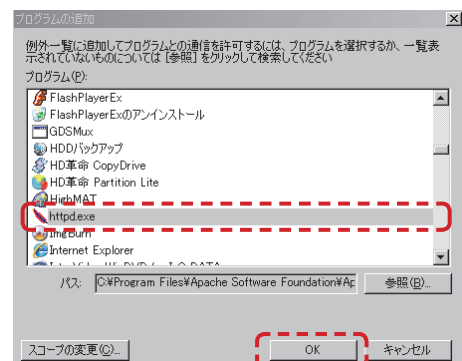 プログラムの追加
例外一覧に追加してプログラムとの通信を許可するには、プログラムを選択するか、一覧表
示されていないものについては [参照] をクリックして検索してください
プログラム(P):
FlashPlayerEx
FlashPlayerExのアンインストール
GDSMux
HDDバックアップ
HD革命 CopyDrive
HD革命 Partition Lite
HighMAT
httpd.exe
ImgBurn
Internet Explorer
パス: C:¥Program Files¥Apache Software Foundation¥Ap 参照(B)...
スコープの変更(C)... OK キャンセル